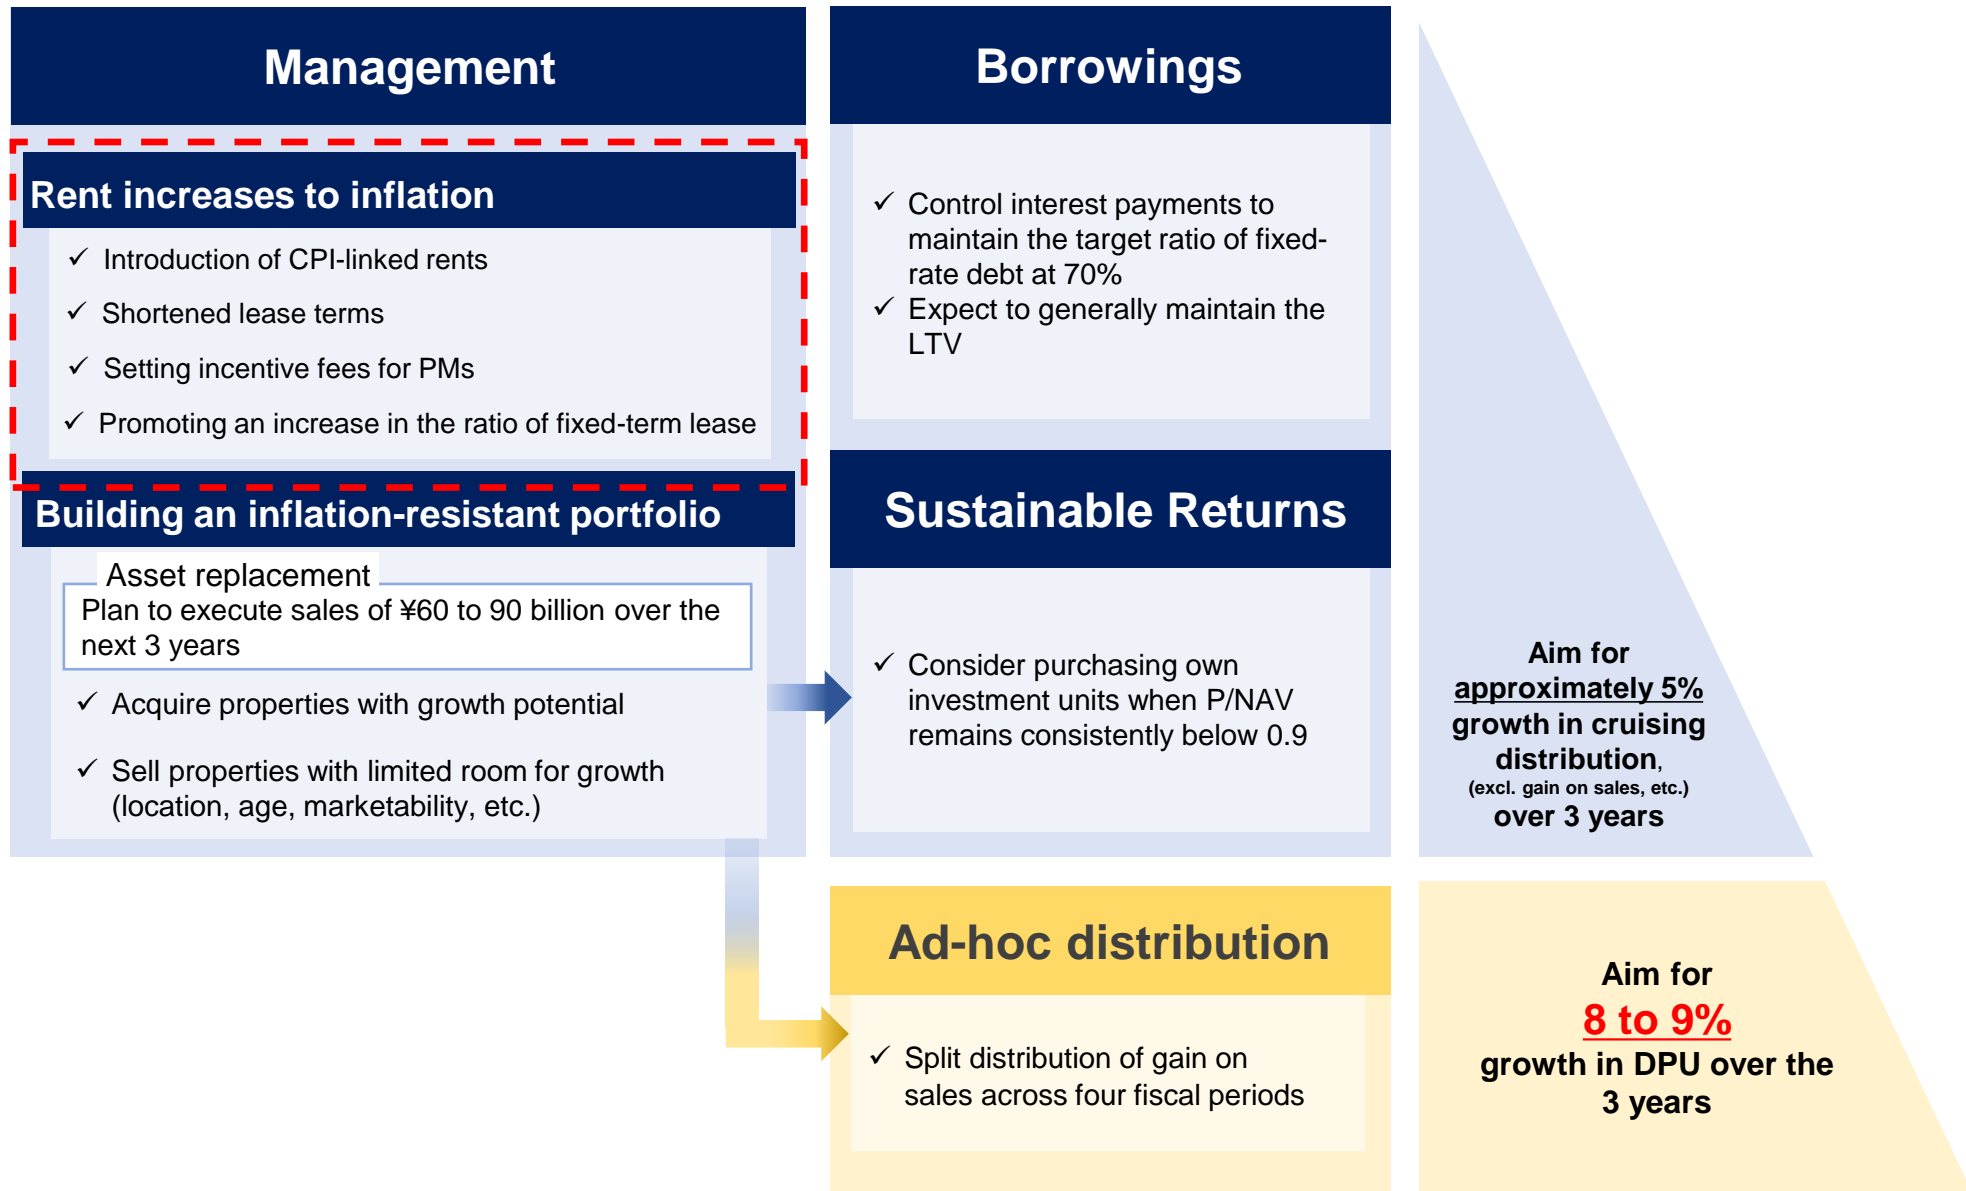 Management
Rent increases to inflation
✓ Introduction of CPI-linked rents
✓ Shortened lease terms
✓ Setting incentive fees for PMs
✓ Promoting an increase in the ratio of fixed-term lease
Building an inflation-resistant portfolio
Asset replacement
Plan to execute sales of ¥60 to 90 billion over the
next 3 years
✓ Acquire properties with growth potential
✓ Sell properties with limited room for growth
(location, age, marketability, etc.)
Borrowings
✓ Control interest payments to
maintain the target ratio of fixed-
rate debt at 70%
✓ Expect to generally maintain the
LTV
Sustainable Returns
✓ Consider purchasing own
investment units when P/NAV
remains consistently below 0.9
Ad-hoc distribution
✓ Split distribution of gain on
sales across four fiscal periods
Aim for
approximately 5%
growth in cruising
distribution,
(excl. gain on sales, etc.)
over 3 years
Aim for
8 to 9%
growth in DPU over the
3 years